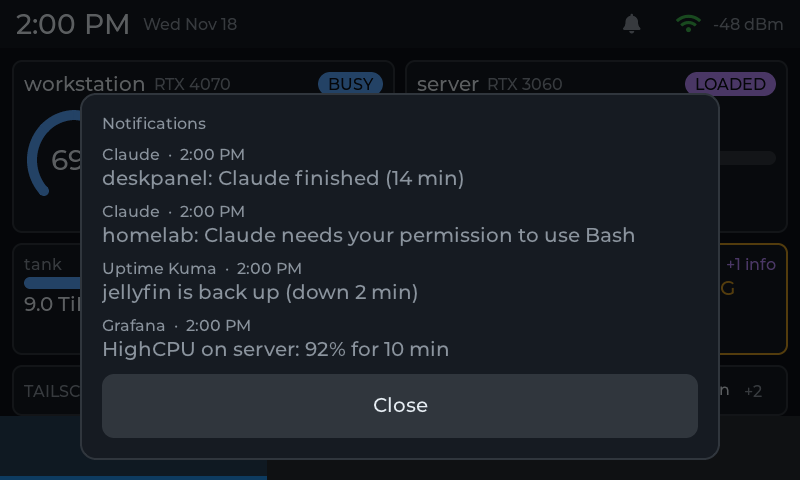 2:00 PM Wed Nov 18 -48 dBm
workstation RTX 4070 BUSY
server RTX 3060 LOADED
69
Notifications
Claude · 2:00 PM
deskpanel: Claude finished (14 min)
Claude · 2:00 PM
homelab: Claude needs your permission to use Bash
Uptime Kuma · 2:00 PM
jellyfin is back up (down 2 min)
Grafana · 2:00 PM
HighCPU on server: 92% for 10 min
Close
tank
9.0 Ti
+1 info
G
TAILSC
n +2